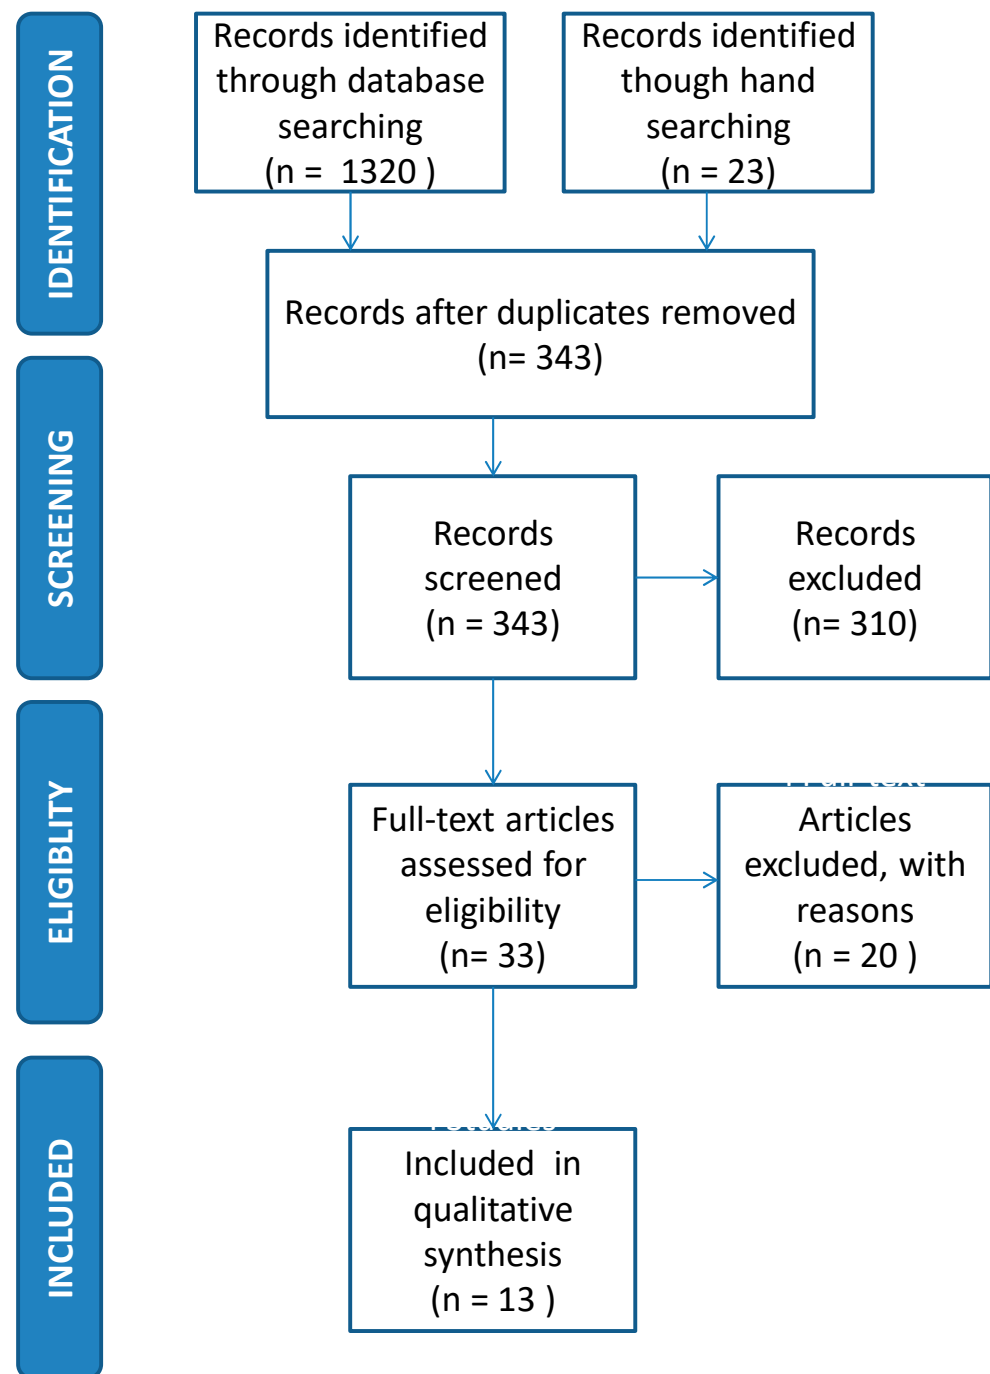 IDENTIFICATION
Records identified
through database
searching
(n =  1320 )
Records identified
though hand
searching
(n = 23)
Records after duplicates removed
(n= 343)
SCREENING
Records
screened
(n = 343)
Records
excluded
(n= 310)
ELIGIBLITY
Full-text articles
assessed for
eligibility
(n= 33)
Articles
excluded, with
reasons
(n = 20 )
INCLUDED
Included  in
qualitative
synthesis
(n = 13 )